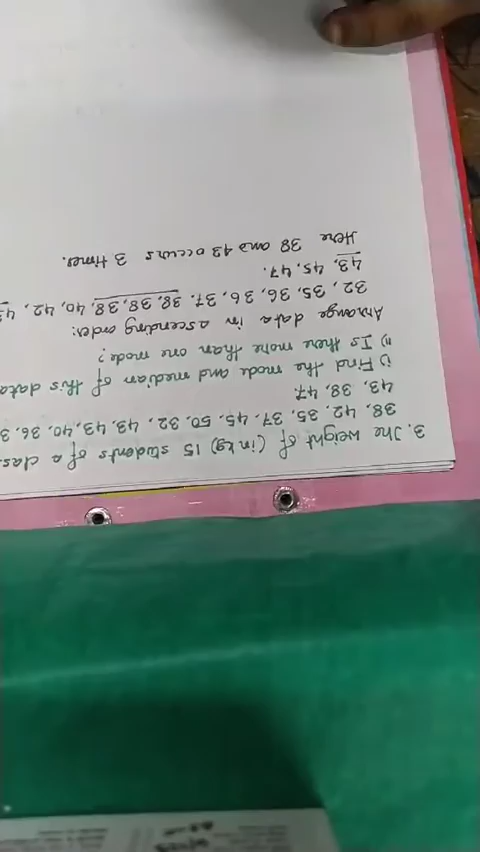 3. The weight of (in kg) 15 students of a clas
38, 42, 35, 37, 45, 50, 32, 43, 43, 40, 36, 3
43, 38, 47.
i) Find the mode and median of this data
ii) Is there more than one mode?
Arrange data in ascending order:
32, 35, 36, 36, 37, 38, 38, 38, 40, 42, 43
43, 45, 47.
Here 38 and 43 occurs 3 times.